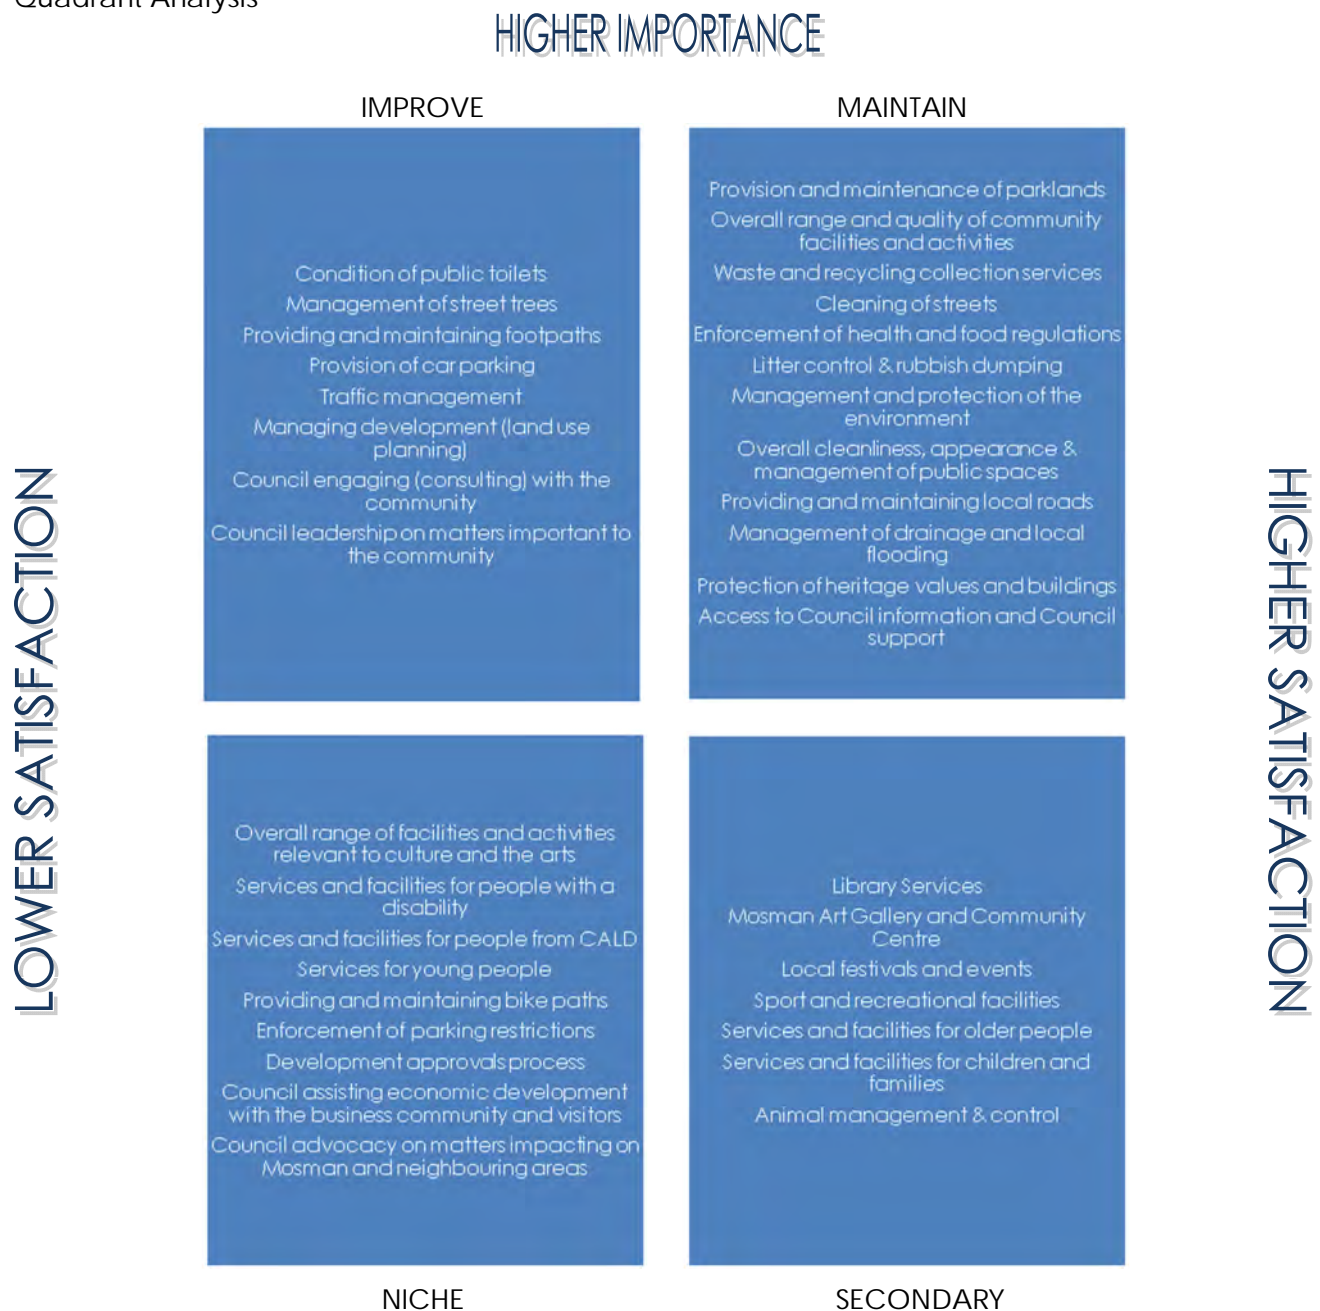 Quadrant Analysis
HIGHER IMPORTANCE
IMPROVE
Condition of public toilets
Management of street trees
Providing and maintaining footpaths
Provision of car parking
Traffic management
Managing development (land use
planning)
Council engaging (consulting) with the
community
Council leadership on matters important to
the community
MAINTAIN
Provision and maintenance of parklands
Overall range and quality of community
facilities and activities
Waste and recycling collection services
Cleaning of streets
Enforcement of health and food regulations
Litter control & rubbish dumping
Management and protection of the
environment
Overall cleanliness, appearance &
management of public spaces
Providing and maintaining local roads
Management of drainage and local
flooding
Protection of heritage values and buildings
Access to Council information and Council
support
LOWER SATISFACTION
HIGHER SATISFACTION
Overall range of facilities and activities
relevant to culture and the arts
Services and facilities for people with a
disability
Services and facilities for people from CALD
Services for young people
Providing and maintaining bike paths
Enforcement of parking restrictions
Development approvals process
Council assisting economic development
with the business community and visitors
Council advocacy on matters impacting on
Mosman and neighbouring areas
NICHE
Library Services
Mosman Art Gallery and Community
Centre
Local festivals and events
Sport and recreational facilities
Services and facilities for older people
Services and facilities for children and
families
Animal management & control
SECONDARY